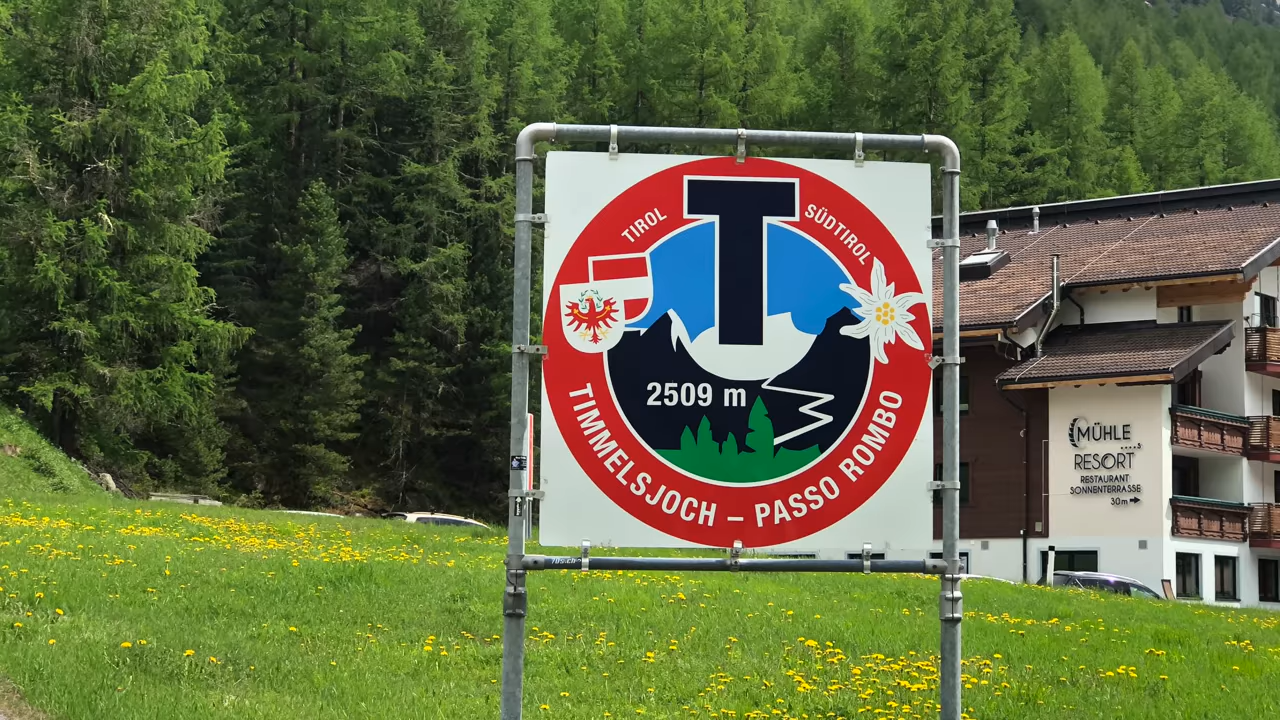 T
TIROL
SÜDTIROL
2509 m
TIMMELSJOCH – PASSO ROMBO
MÜHLE
RESORT
RESTAURANT
SONNENTERRASSE
30m